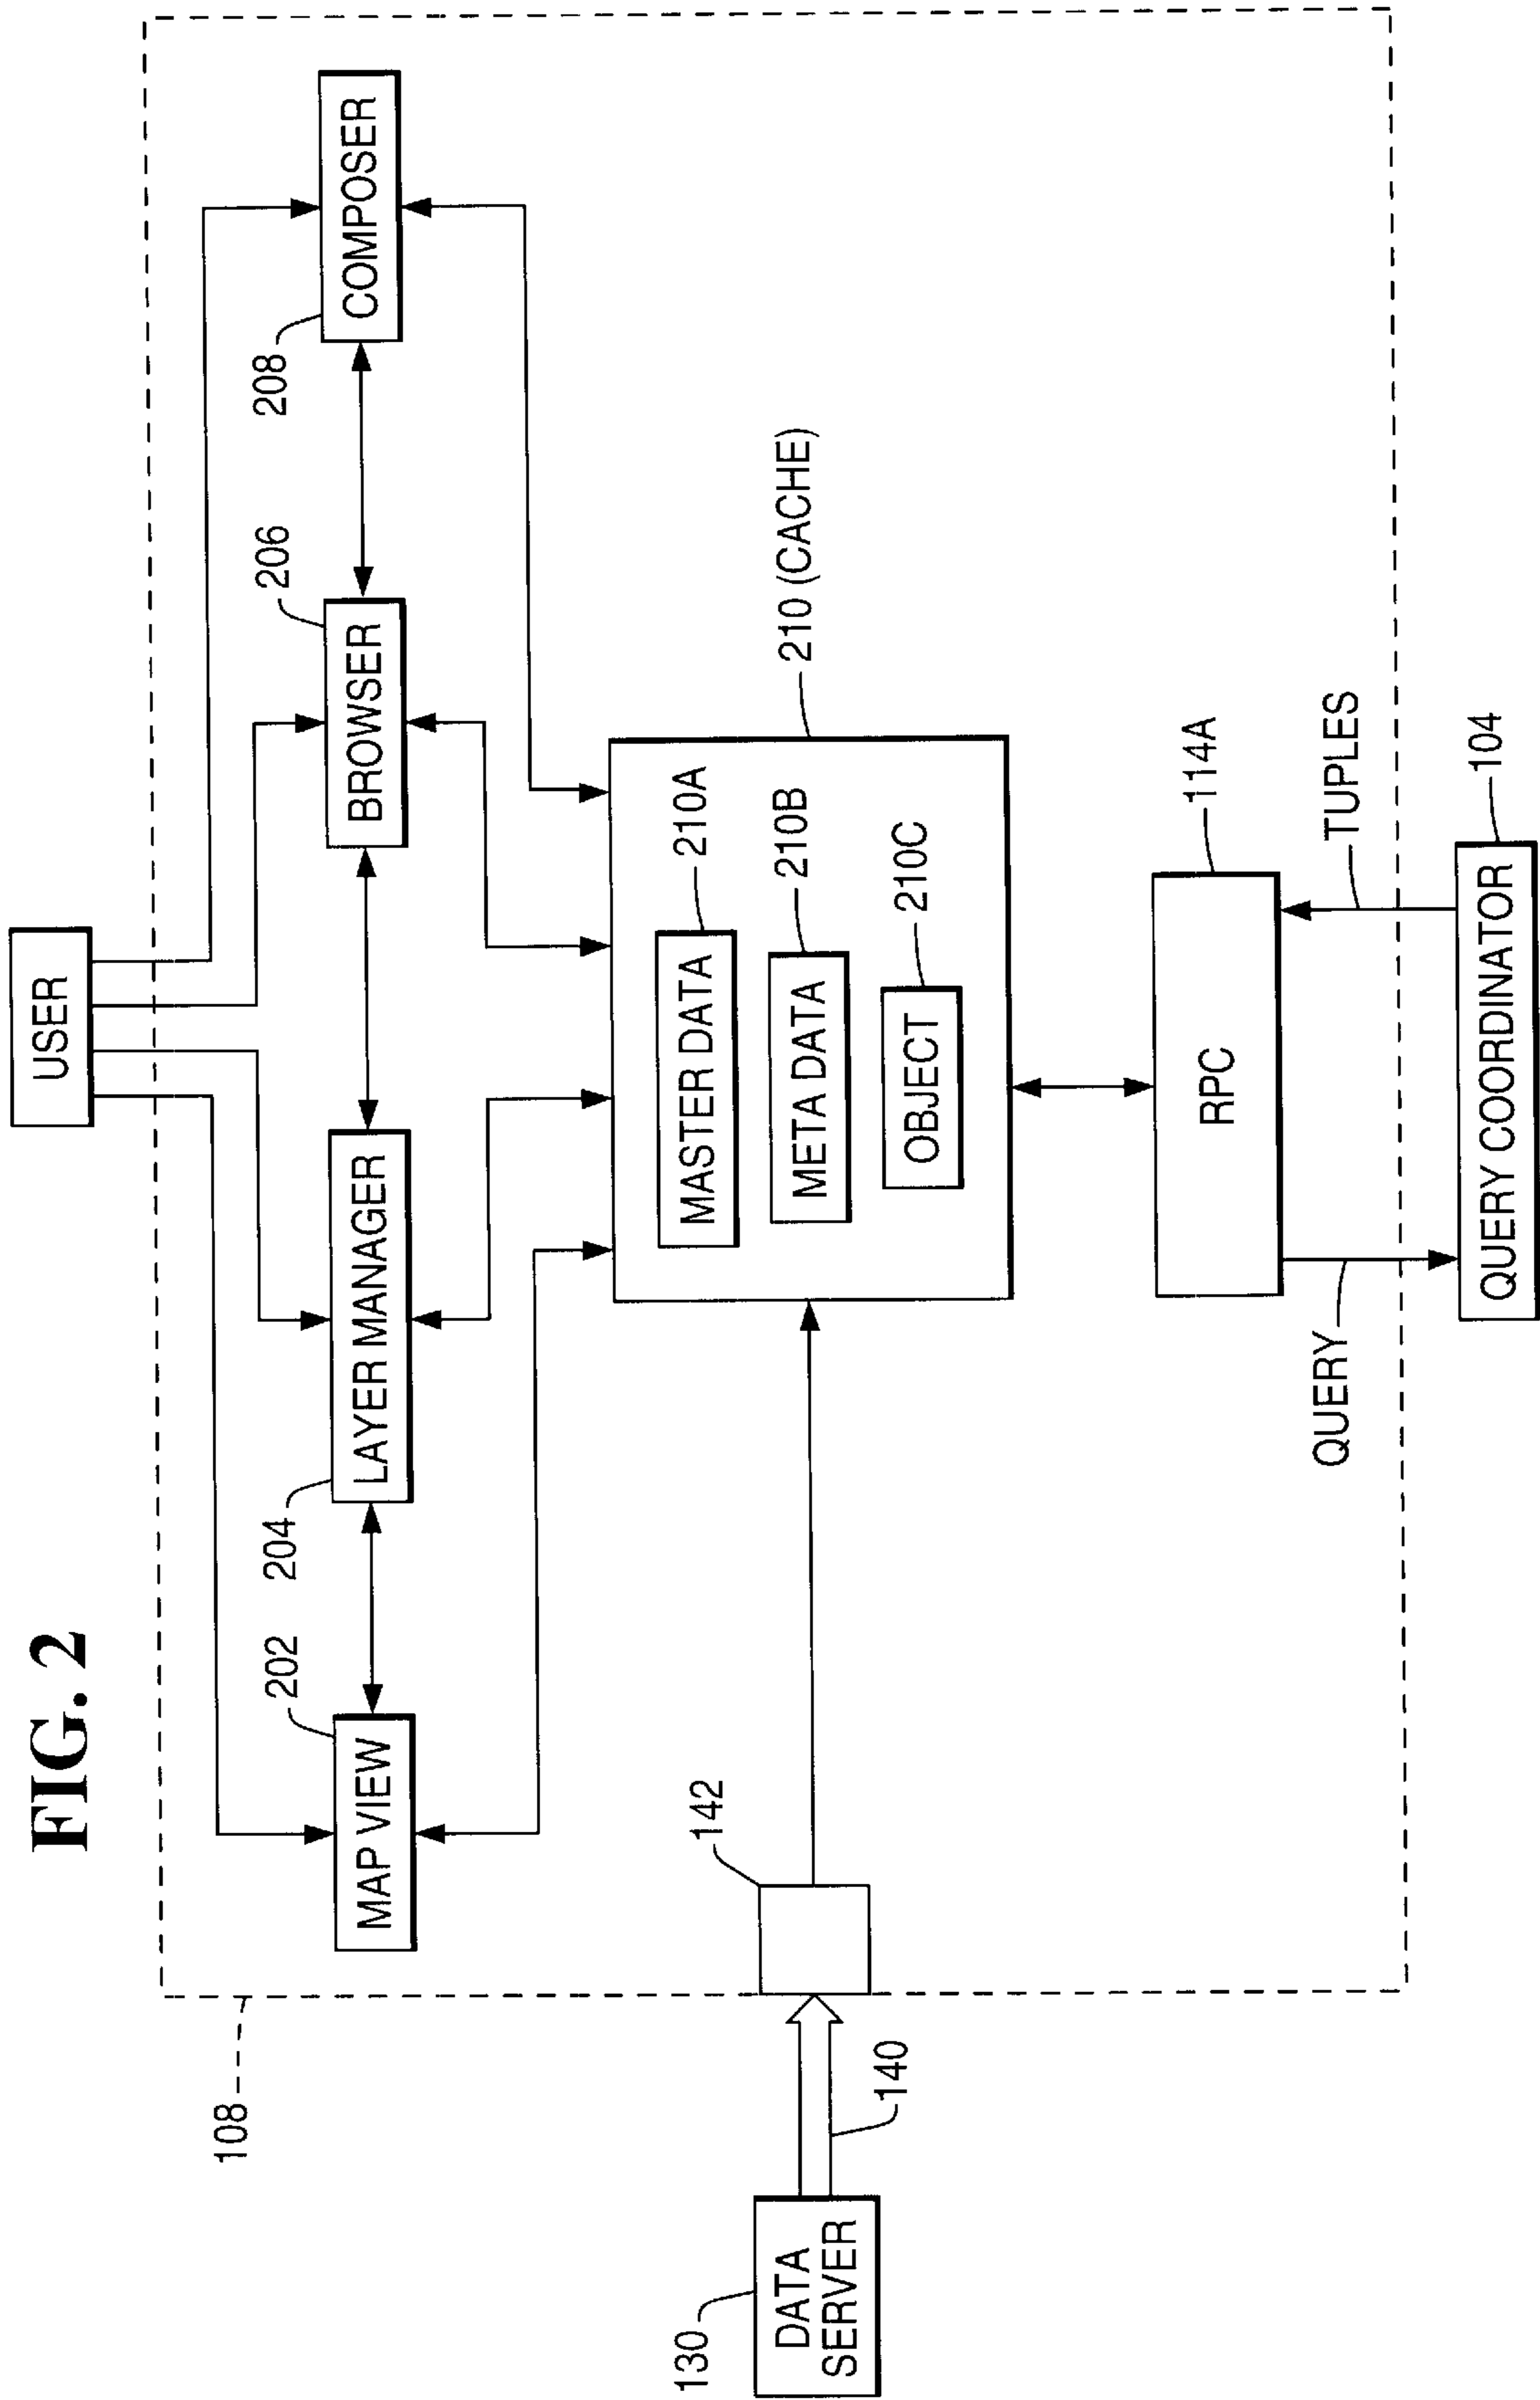 FIG. 2
USER
202
204
206
208
MAP VIEW
LAYER MANAGER
BROWSER
COMPOSER
108
210 (CACHE)
MASTER DATA
210A
META DATA
210B
OBJECT
210C
130
DATA
SERVER
140
142
RPC
114A
QUERY
TUPLES
QUERY COORDINATOR
104